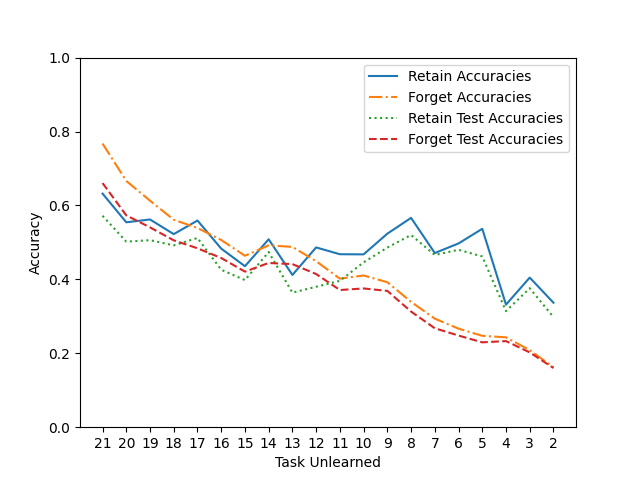 1.0
0.8
0.6
0.4
0.2
0.0
Accuracy
Retain Accuracies
Forget Accuracies
Retain Test Accuracies
Forget Test Accuracies
21 20 19 18 17 16 15 14 13 12 11 10 9 8 7 6 5 4 3 2
Task Unlearned